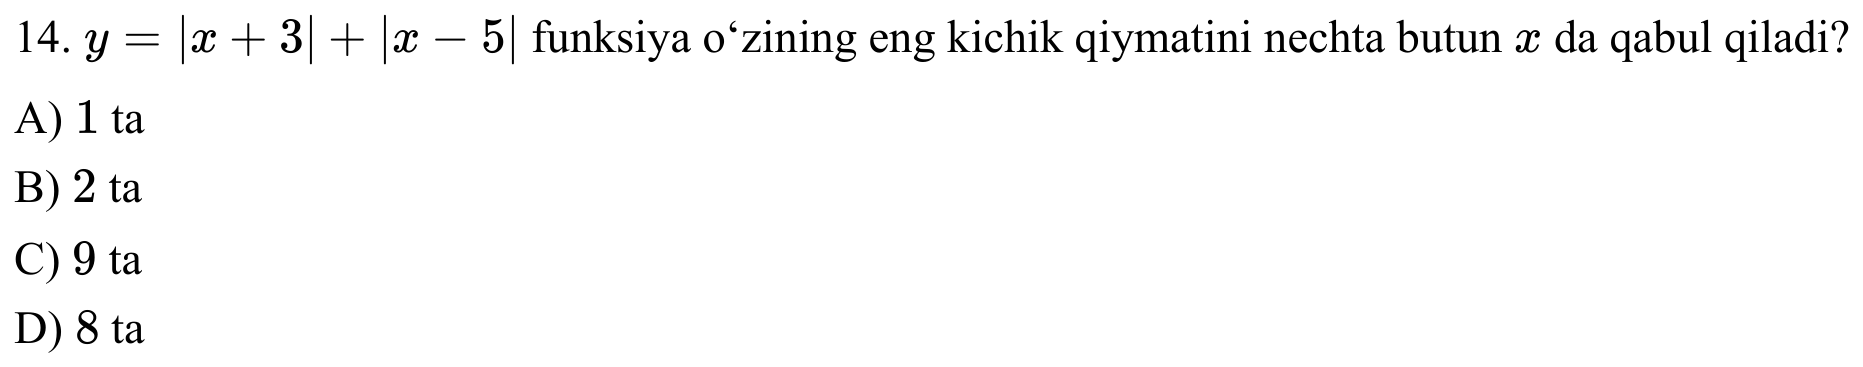 14. y = |x + 3| + |x − 5| funksiya o‘zining eng kichik qiymatini nechta butun x da qabul qiladi?
A) 1 ta
B) 2 ta
C) 9 ta
D) 8 ta